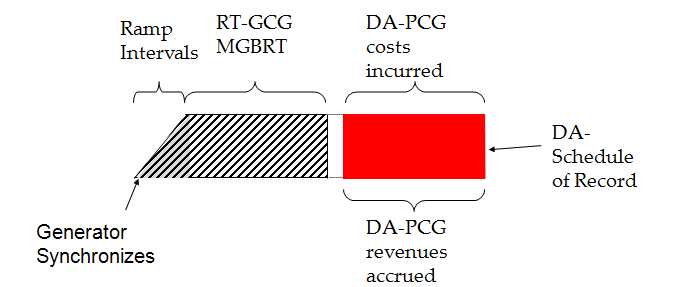 Ramp
Intervals
RT-GCG
MGBRT
DA-PCG
costs
incurred
DA-
Schedule
of Record
Generator
Synchronizes
DA-PCG
revenues
accrued